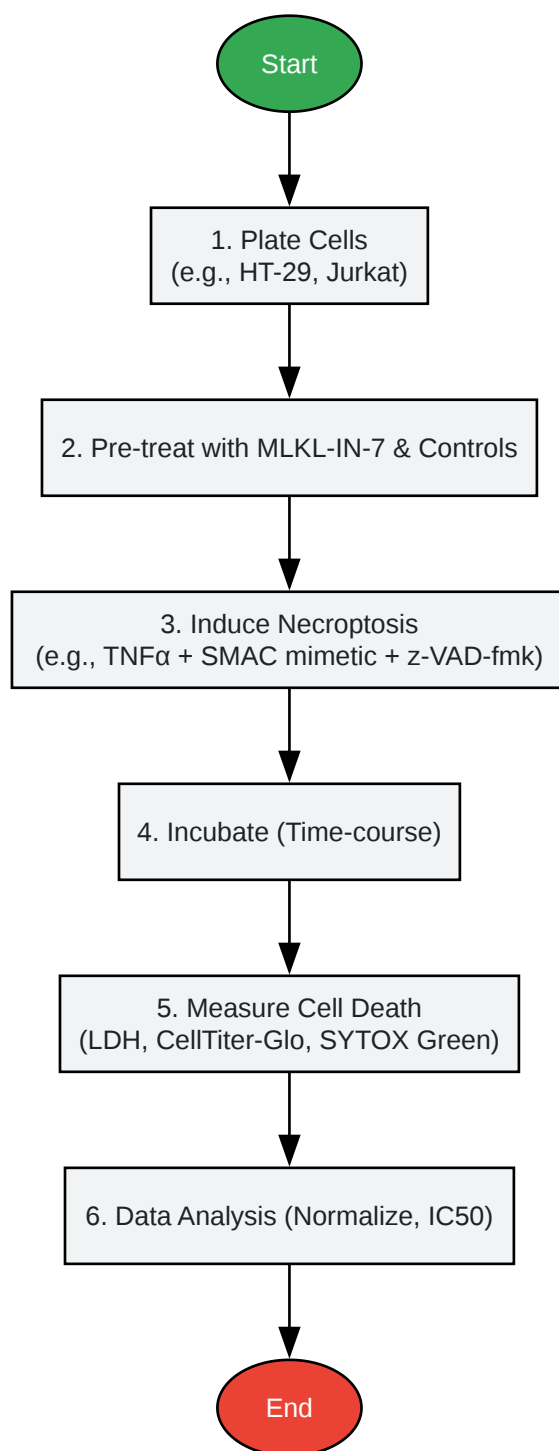 Start
1. Plate Cells
(e.g., HT-29, Jurkat)
2. Pre-treat with MLKL-IN-7 & Controls
3. Induce Necroptosis
(e.g., TNFα + SMAC mimetic + z-VAD-fmk)
4. Incubate (Time-course)
5. Measure Cell Death
(LDH, CellTiter-Glo, SYTOX Green)
6. Data Analysis (Normalize, IC50)
End